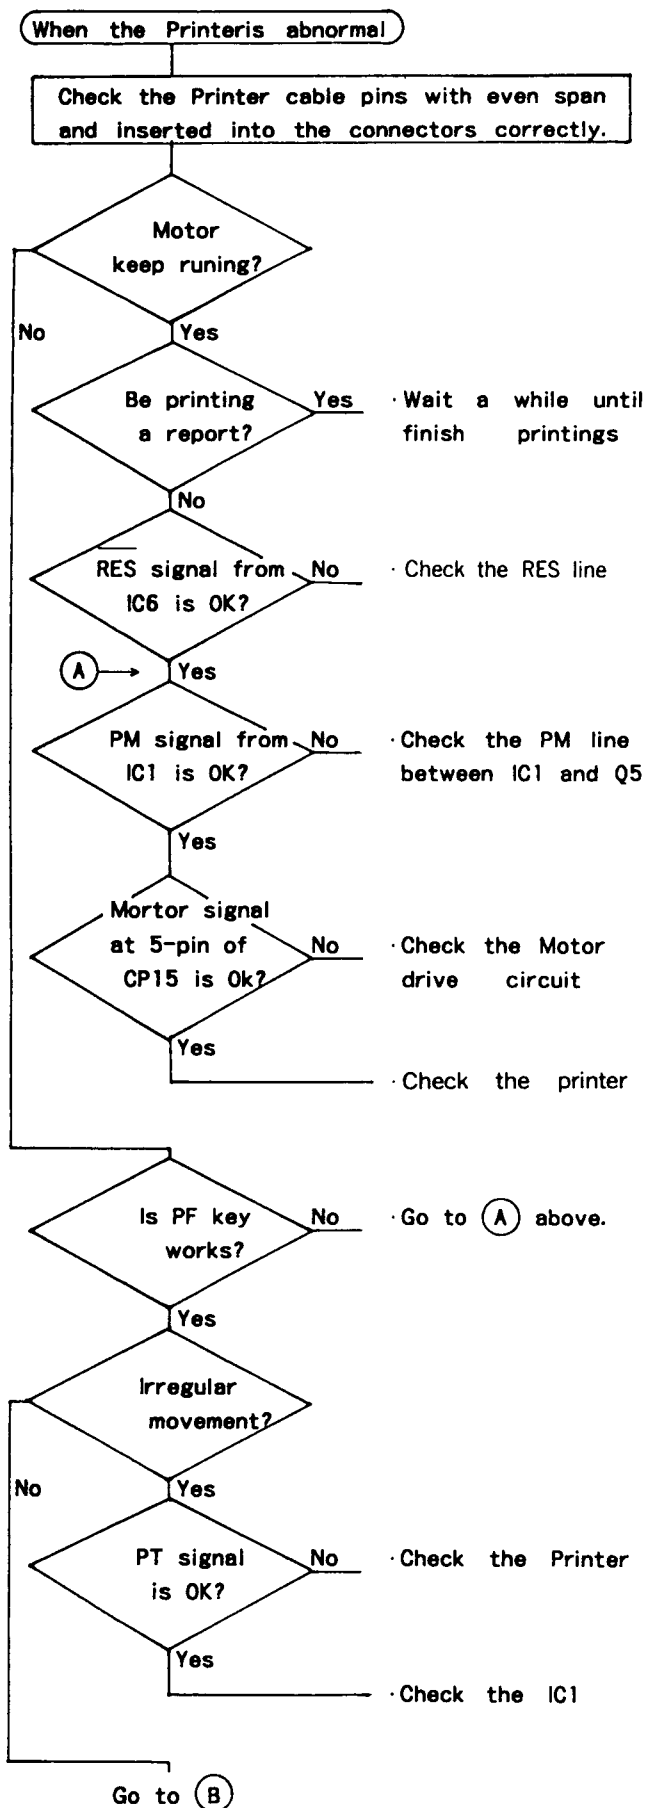 When the Printeris abnormal
Check the Printer cable pins with even span
and inserted into the connectors correctly.
Motor
keep runing?
No
Yes
Be printing
a report?
Yes
·Wait a while until
finish printings
No
R̅E̅S̅ signal from
IC6 is OK?
No
·Check the RES line
A
Yes
PM signal from
IC1 is OK?
No
·Check the PM line
between IC1 and Q5
Yes
Mortor signal
at 5-pin of
CP15 is Ok?
No
·Check the Motor
drive circuit
Yes
·Check the printer
Is PF key
works?
No
·Go to A above.
Yes
Irregular
movement?
No
Yes
PT signal
is OK?
No
·Check the Printer
Yes
·Check the IC1
Go to B